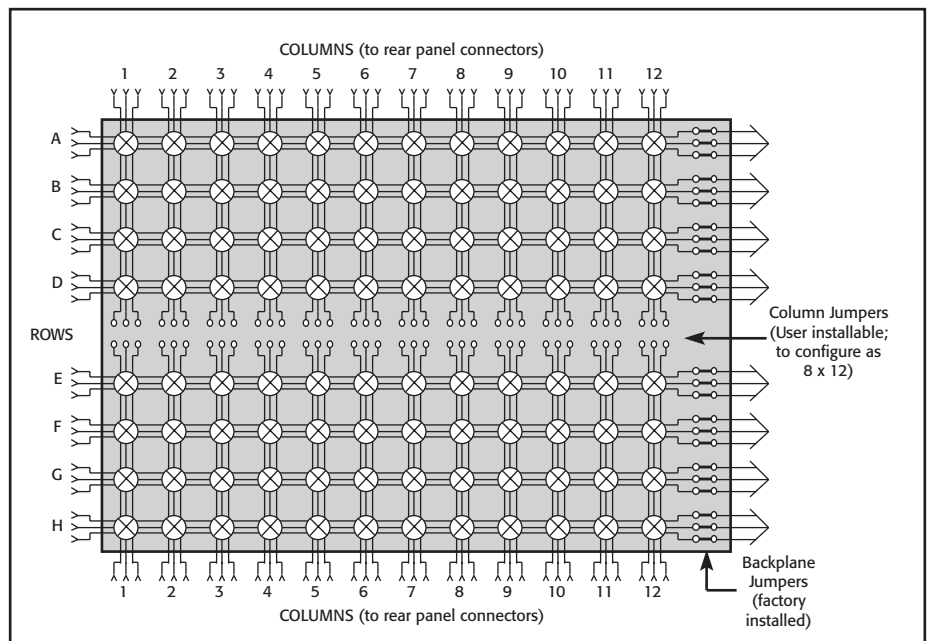 COLUMNS (to rear panel connectors)
1 2 3 4 5 6 7 8 9 10 11 12
A
B
C
D
ROWS
Column Jumpers
(User installable;
to configure as
8 x 12)
E
F
G
H
1 2 3 4 5 6 7 8 9 10 11 12
COLUMNS (to rear panel connectors)
Backplane
Jumpers
(factory
installed)